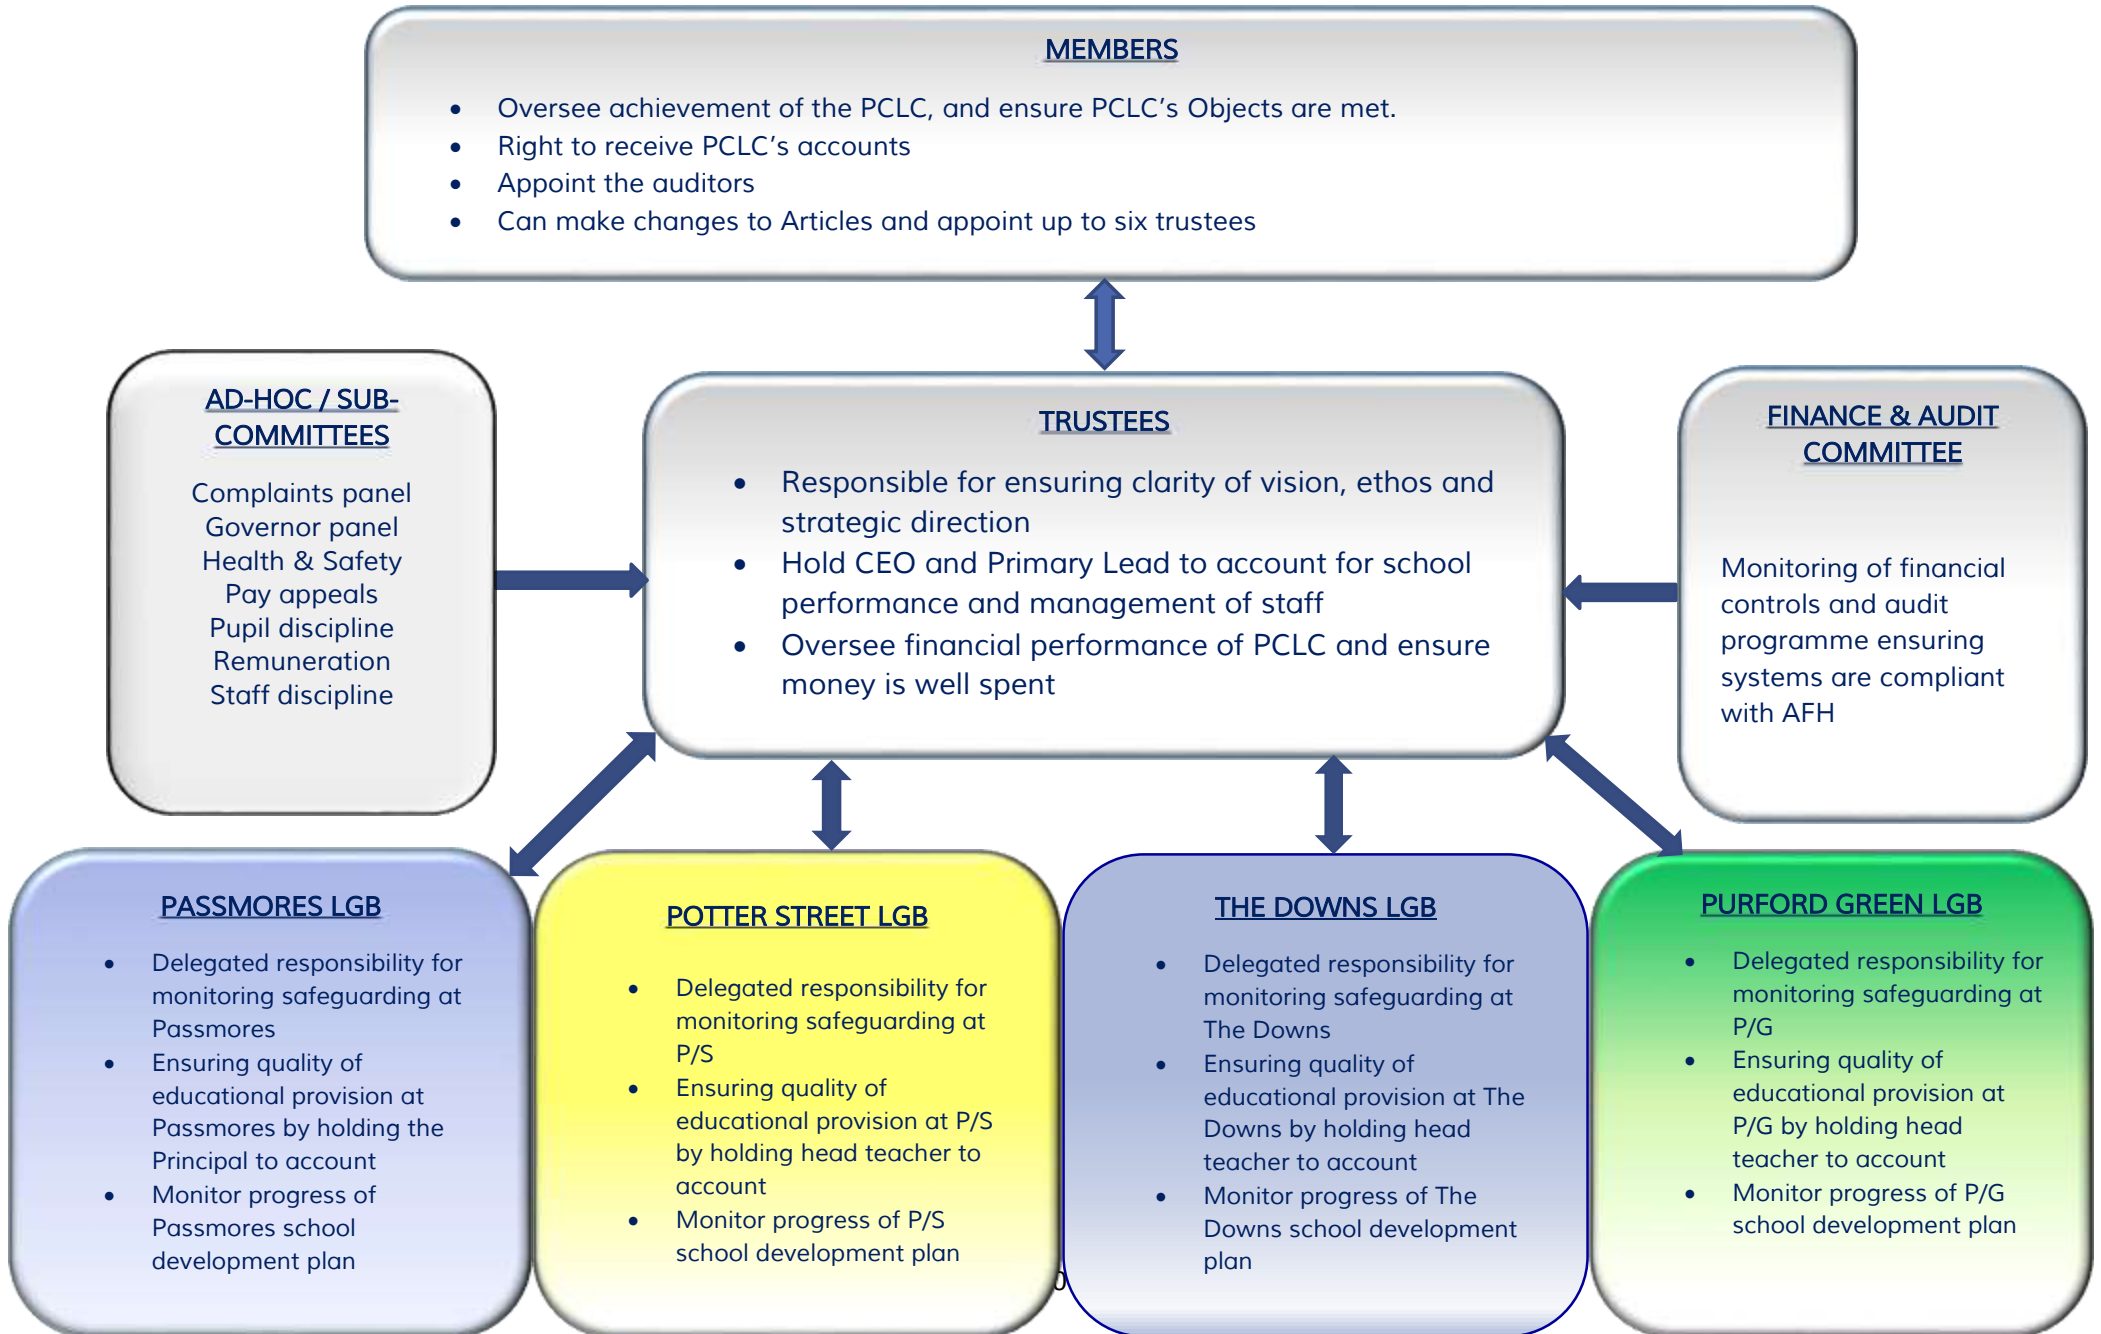 MEMBERS
• Oversee achievement of the PCLC, and ensure PCLC's Objects are met.
• Right to receive PCLC's accounts
• Appoint the auditors
• Can make changes to Articles and appoint up to six trustees
AD-HOC / SUB-
COMMITTEES
Complaints panel
Governor panel
Health & Safety
Pay appeals
Pupil discipline
Remuneration
Staff discipline
TRUSTEES
• Responsible for ensuring clarity of vision, ethos and
strategic direction
• Hold CEO and Primary Lead to account for school
performance and management of staff
• Oversee financial performance of PCLC and ensure
money is well spent
FINANCE & AUDIT
COMMITTEE
Monitoring of financial
controls and audit
programme ensuring
systems are compliant
with AFH
PASSMORES LGB
• Delegated responsibility for
monitoring safeguarding at
Passmores
• Ensuring quality of
educational provision at
Passmores by holding the
Principal to account
• Monitor progress of
Passmores school
development plan
POTTER STREET LGB
• Delegated responsibility for
monitoring safeguarding at
P/S
• Ensuring quality of
educational provision at P/S
by holding head teacher to
account
• Monitor progress of P/S
school development plan
THE DOWNS LGB
• Delegated responsibility for
monitoring safeguarding at
The Downs
• Ensuring quality of
educational provision at The
Downs by holding head
teacher to account
• Monitor progress of The
Downs school development
plan
PURFORD GREEN LGB
• Delegated responsibility for
monitoring safeguarding at
P/G
• Ensuring quality of
educational provision at
P/G by holding head
teacher to account
• Monitor progress of P/G
school development plan